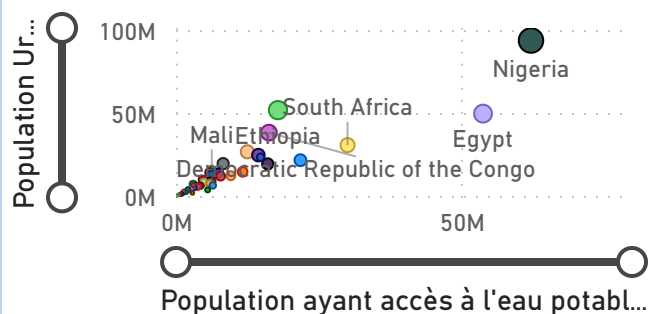 Population Ur...
100M
50M
0M
Nigeria
South Africa
Mali
Ethiopia
Egypt
Democratic Republic of the Congo
0M
50M
Population ayant accès à l'eau potabl...